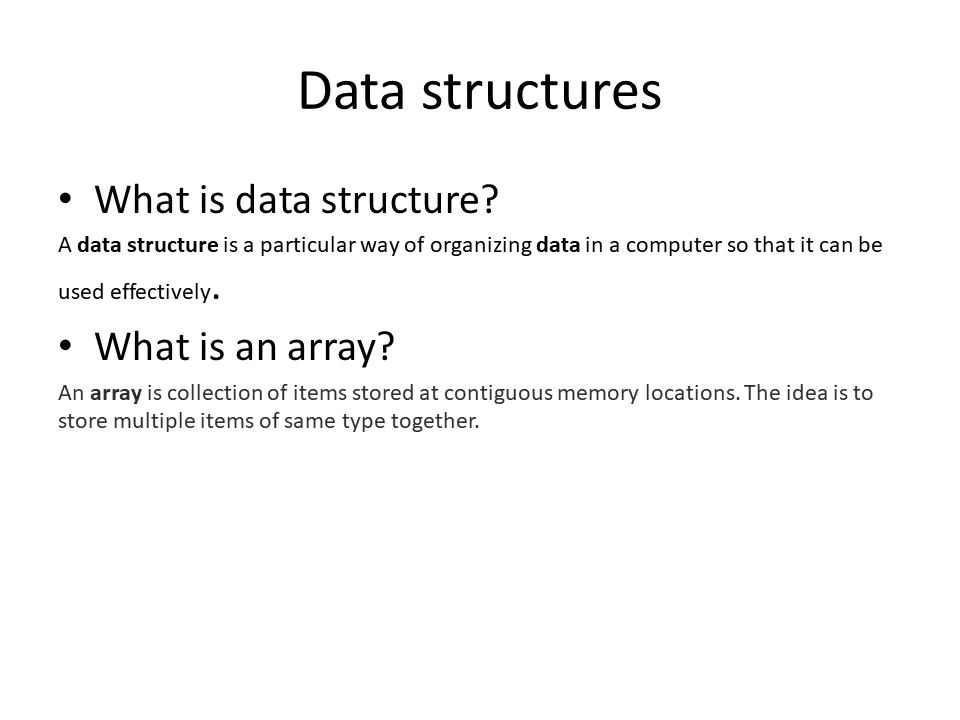 Data structures
• What is data structure?
A data structure is a particular way of organizing data in a computer so that it can be
used effectively.
• What is an array?
An array is collection of items stored at contiguous memory locations. The idea is to
store multiple items of same type together.